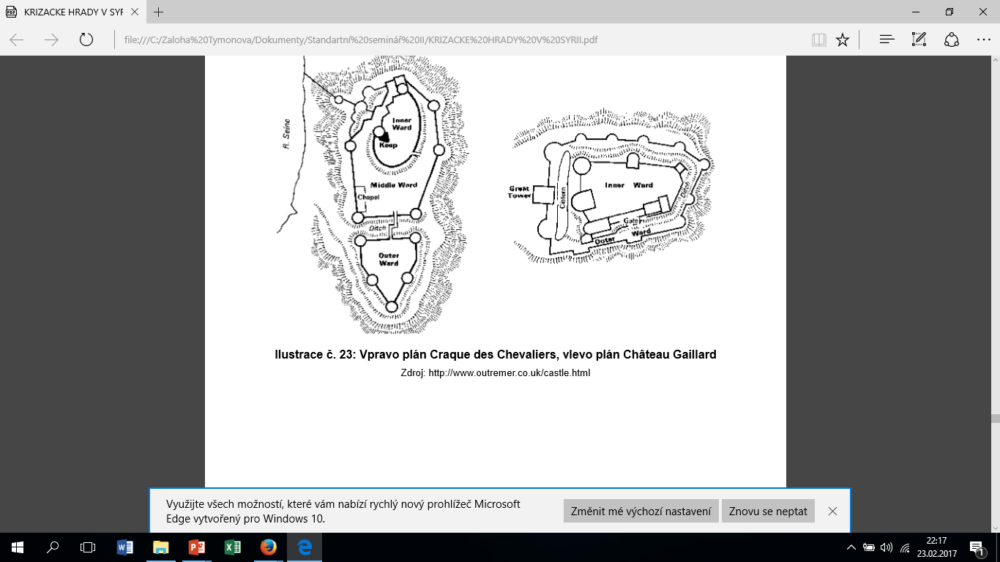 KRIZACKE HRADY V SYR
file:///C:/Zaloha%20Tymonova/Dokumenty/Standartní%20seminář%20II/KRIZACKE%20HRADY%20V%20SYRII.pdf
R. Seine
Inner
Ward
Keep
Middle Ward
Chapel
Ditch
Outer
Ward
Great
Tower
Cistern
Inner Ward
Ditch
Gate
Outer Ward
Ilustrace č. 23: Vpravo plán Craque des Chevaliers, vlevo plán Château Gaillard
Zdroj: http://www.outremer.co.uk/castle.html
Využijte všech možností, které vám nabízí rychlý nový prohlížeč Microsoft
Edge vytvořený pro Windows 10.
Změnit mé výchozí nastavení
Znovu se neptat
22:17
23.02.2017
1